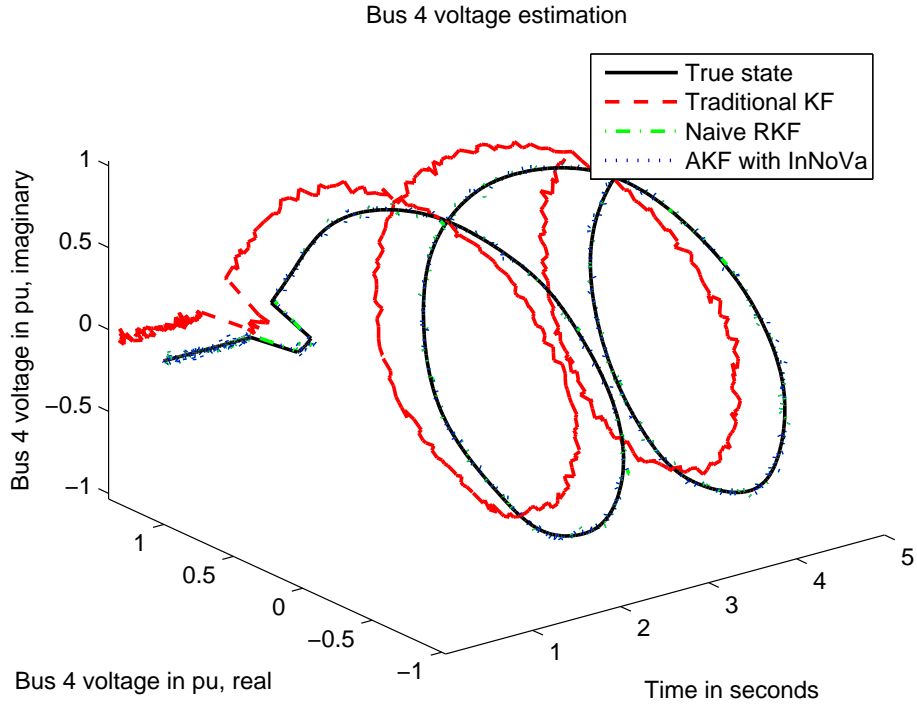 Bus 4 voltage estimation
True state
Traditional KF
Naive RKF
AKF with InNoVa
Bus 4 voltage in pu, imaginary
1
0.5
0
−0.5
−1
1
0.5
0
−0.5
−1
1
2
3
4
5
Bus 4 voltage in pu, real
Time in seconds